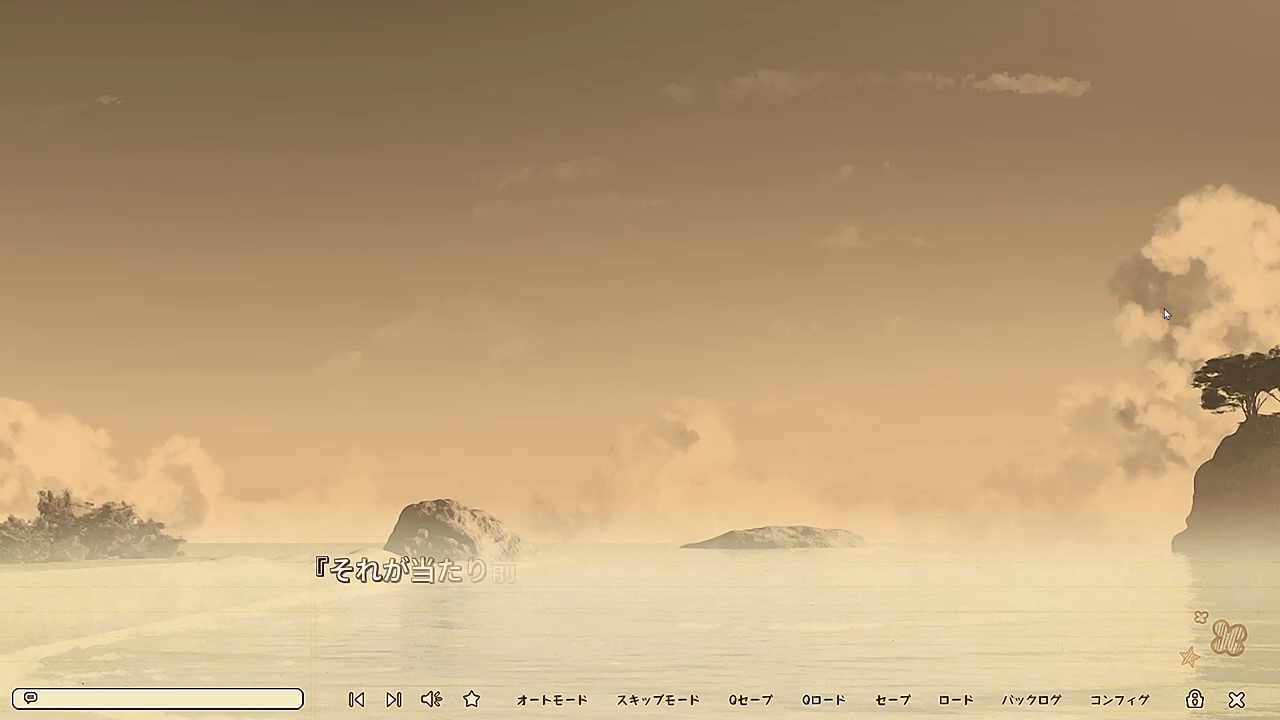 『それが当たり前
オートモード
スキップモード
Qセーブ
Qロード
セーブ
ロード
バックログ
コンフィグ